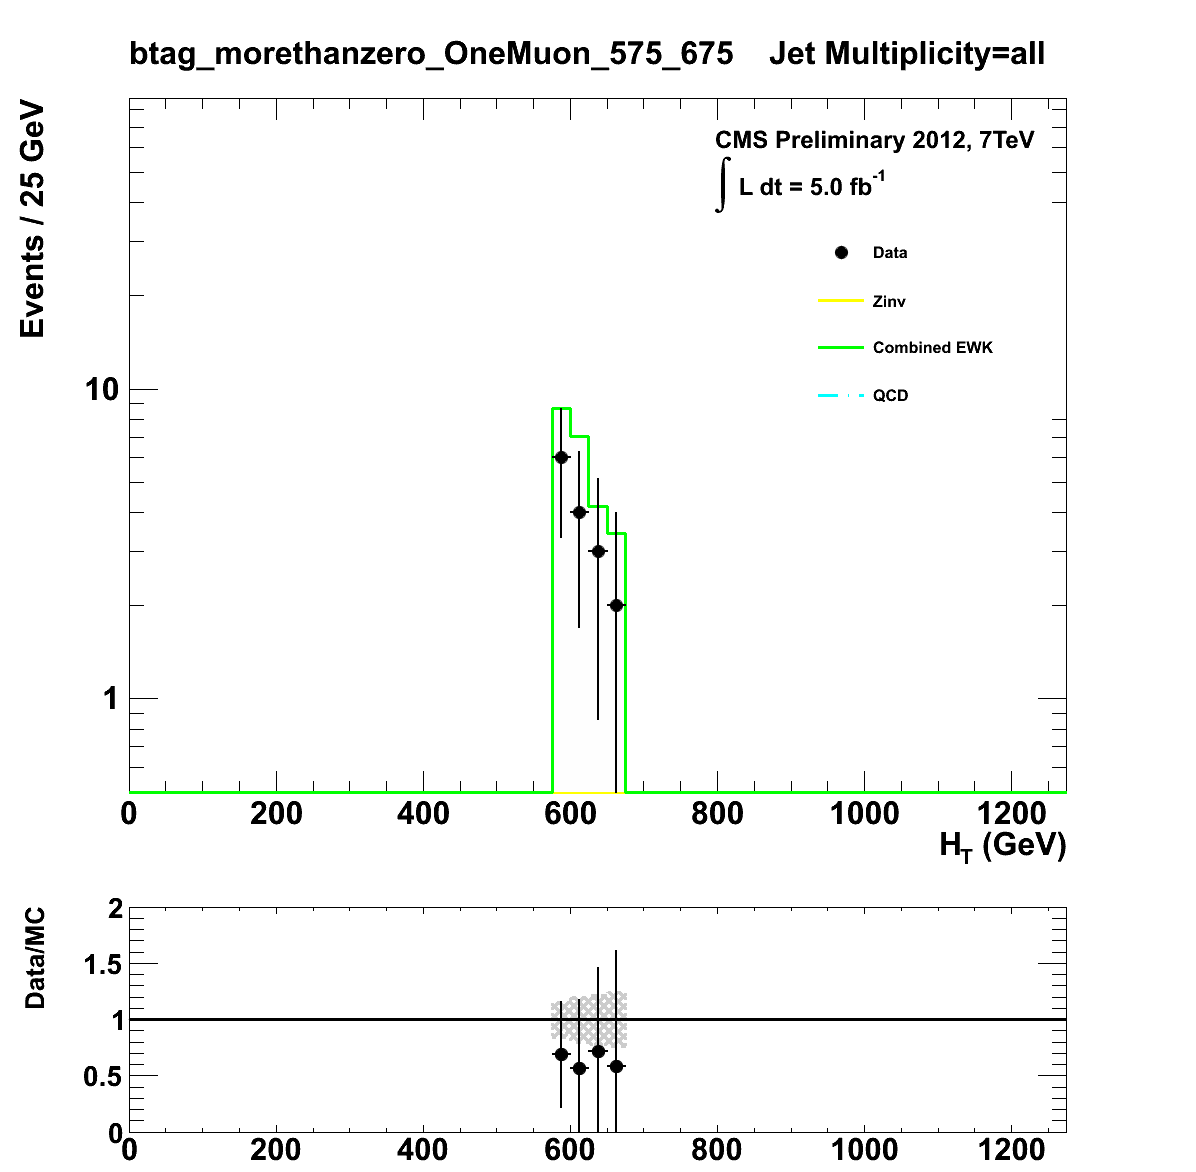 btag_morethanzero_OneMuon_575_675 Jet Multiplicity=all
Events / 25 GeV
CMS Preliminary 2012, 7TeV
∫ L dt = 5.0 fb-1
Data
Zinv
Combined EWK
QCD
10
1
0 200 400 600 800 1000 1200
HT (GeV)
Data/MC
2
1.5
1
0.5
0
0 200 400 600 800 1000 1200